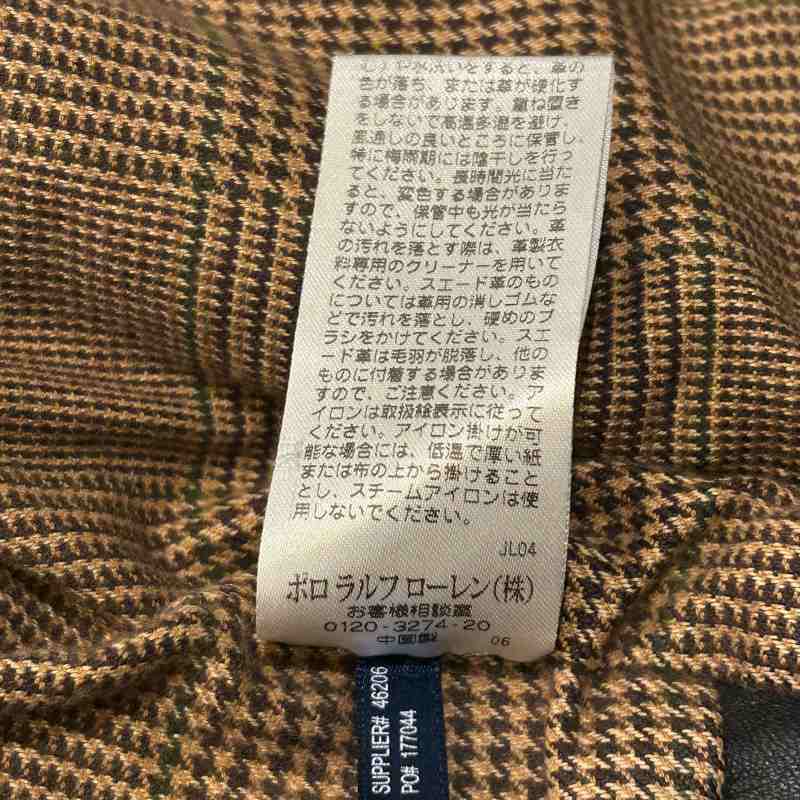 色が落ち、または革が硬化す
る場合があります。重ね置き
をしないで高温多湿を避け、
風通しの良いところに保管し、
特に梅雨期には陰干しを行っ
てください。長時間光に当た
ると、変色する場合がありま
すので、保管中も光が当たら
ないようにしてください。革
の汚れを落とす際は、革製衣
料専用のクリーナーを用いて
ください。スエード革のもの
については革用の消しゴムな
どで汚れを落とし、硬めのブ
ラシをかけてください。スエ
ード革は毛羽が脱落し、他の
ものに付着する場合がありま
すので、ご注意ください。ア
イロンは取扱絵表示に従って
ください。アイロン掛けが可
能な場合には、低温で厚い紙
または布の上から掛けること
とし、スチームアイロンは使
用しないでください。
JL04
ポロ ラルフ ローレン(株)
お客様相談室
0120-3274-20
中国製 06
SUPPLIER# 46206
PO# 177044